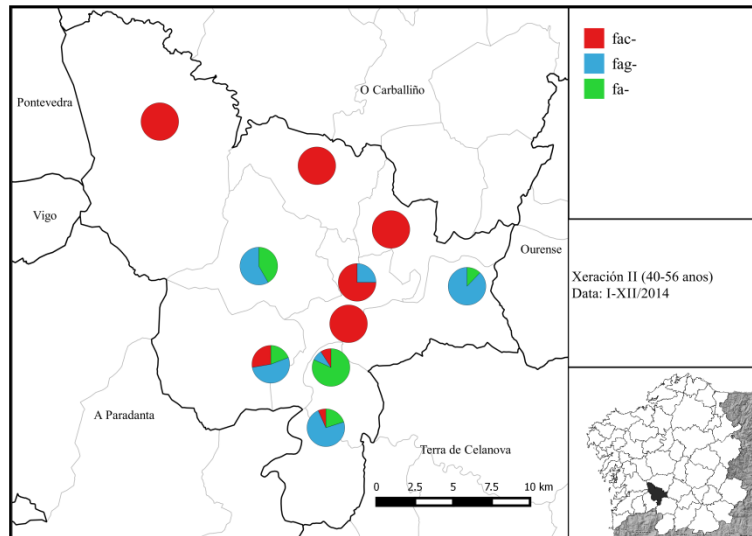 Pontevedra
O Carballiño
Vigo
Ourense
A Paradanta
Terra de Celanova
0 2,5 5 7,5 10 km
fac-
fag-
fa-
Xeración II (40-56 anos)
Data: I-XII/2014